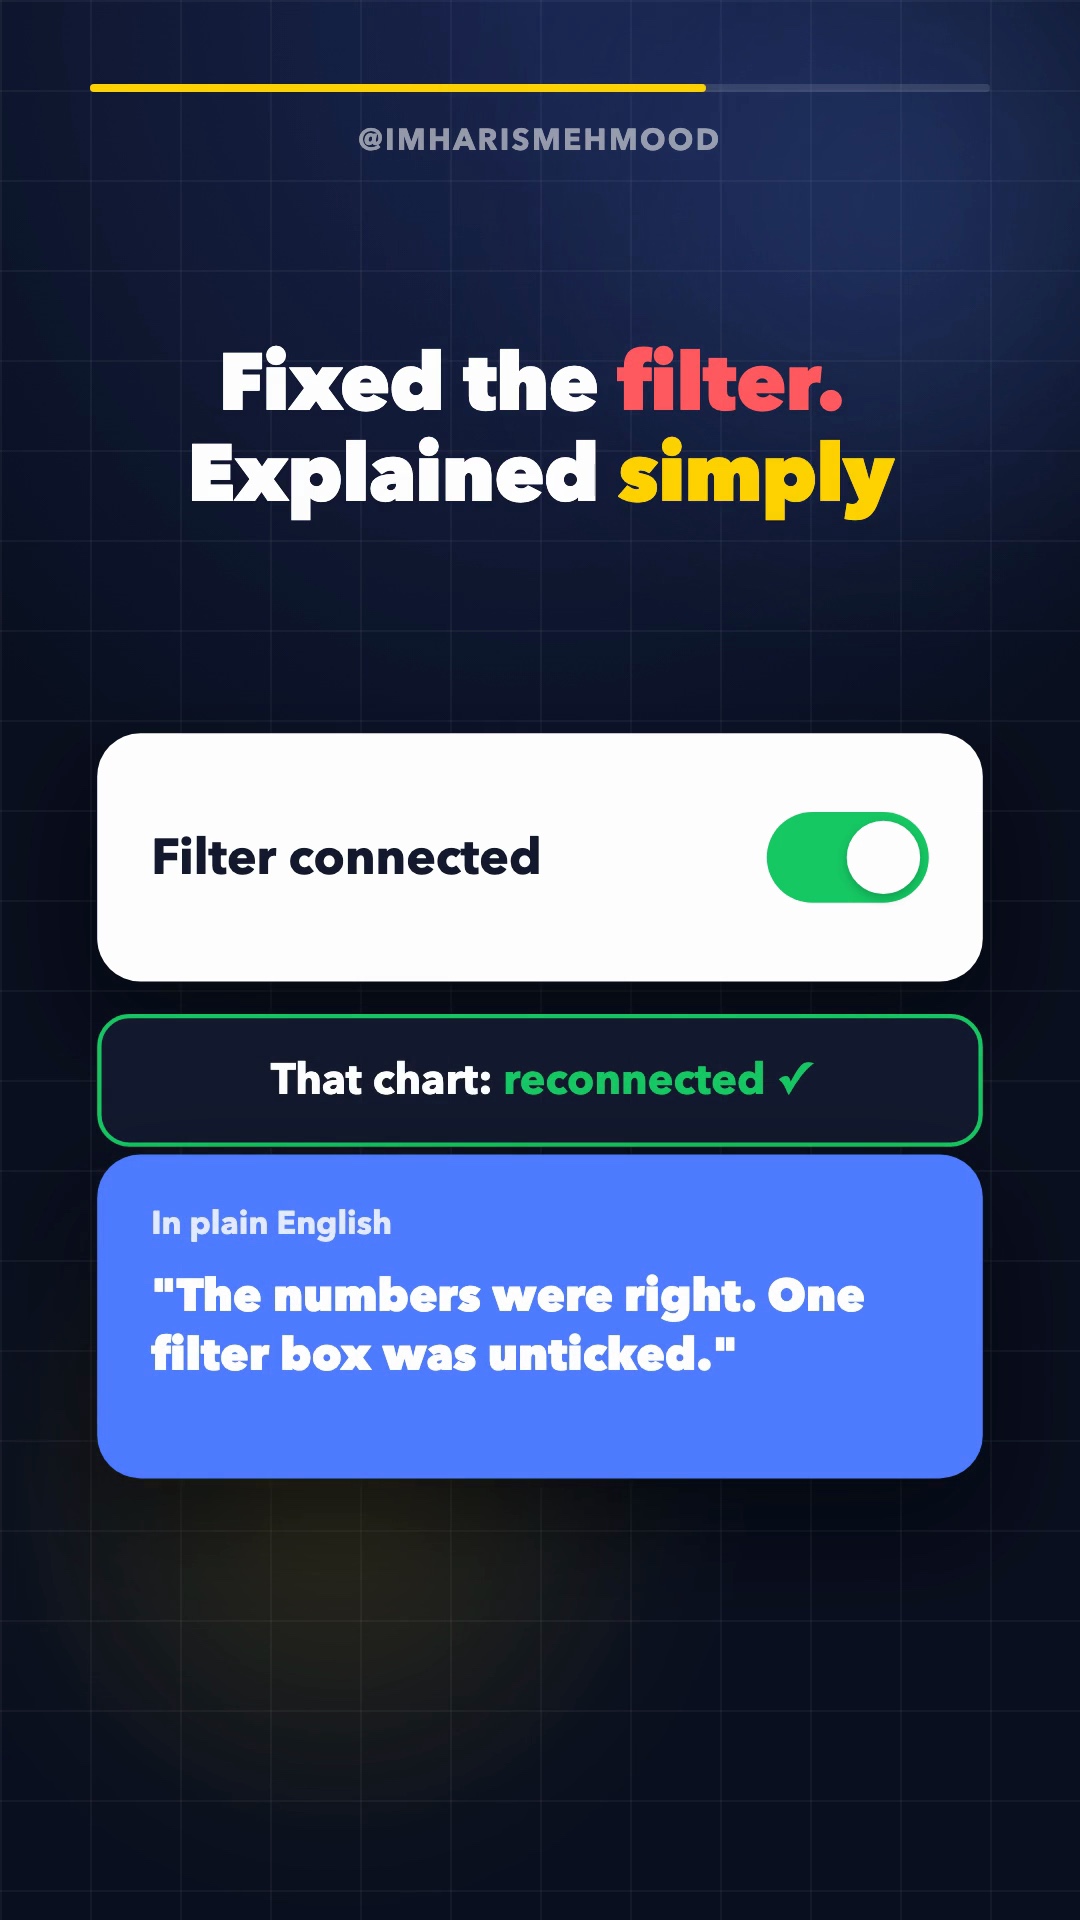 @IMHARISMEHMOOD
Fixed the filter.
Explained simply
Filter connected
That chart: reconnected ✓
In plain English
"The numbers were right. One
filter box was unticked."